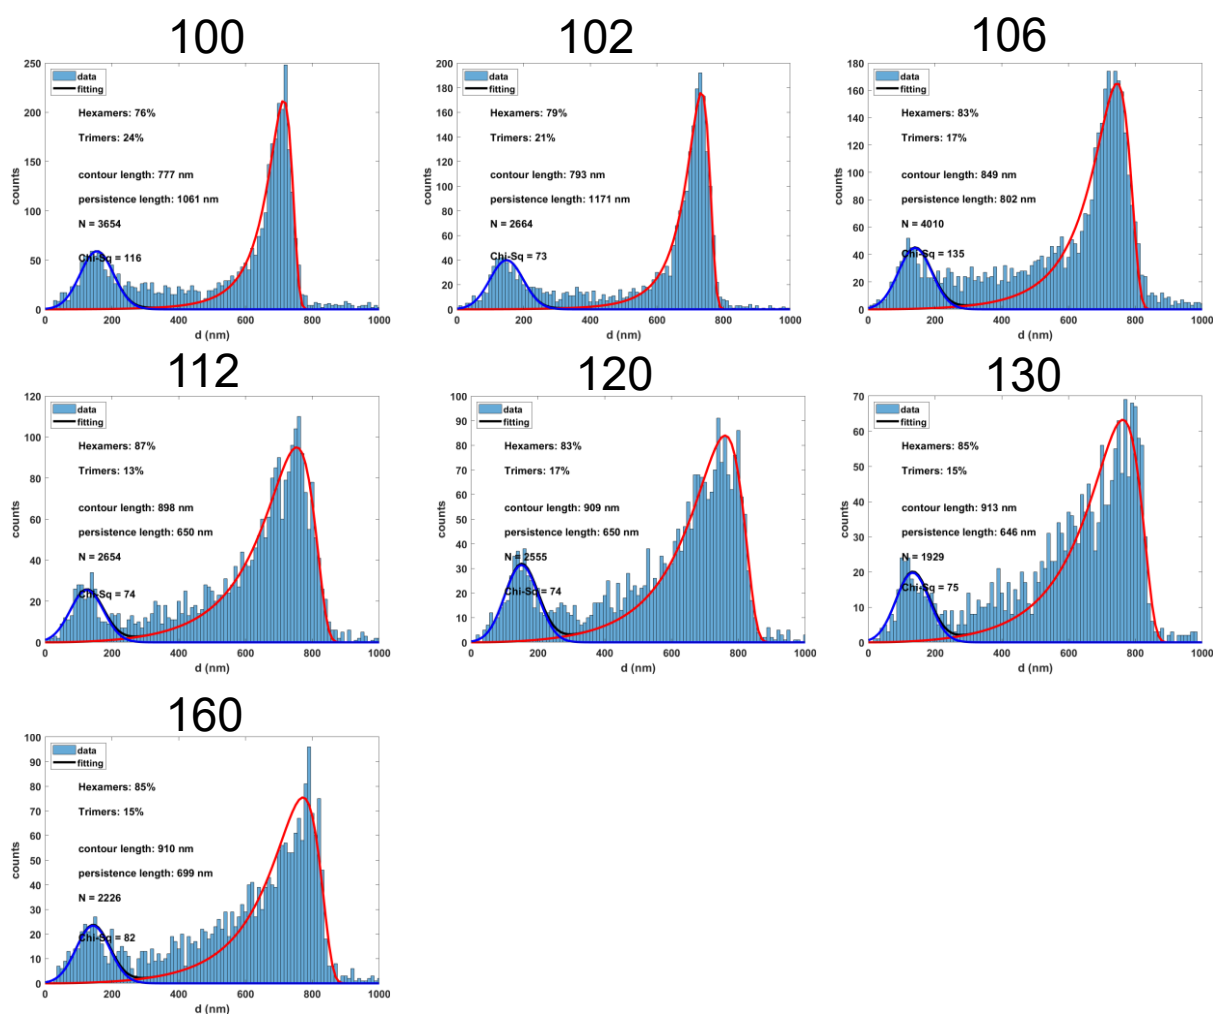 100
250
200
150
100
50
0
counts
data
fitting
Hexamers: 76%
Trimers: 24%
contour length: 777 nm
persistence length: 1061 nm
N = 3654
Chi-Sq = 116
0 200 400 600 800 1000
d (nm)
102
200
180
160
140
120
100
80
60
40
20
0
counts
data
fitting
Hexamers: 79%
Trimers: 21%
contour length: 793 nm
persistence length: 1171 nm
N = 2664
Chi-Sq = 73
0 200 400 600 800 1000
d (nm)
106
180
160
140
120
100
80
60
40
20
0
counts
data
fitting
Hexamers: 83%
Trimers: 17%
contour length: 849 nm
persistence length: 802 nm
N = 4010
Chi-Sq = 135
0 200 400 600 800 1000
d (nm)
112
120
100
80
60
40
20
0
counts
data
fitting
Hexamers: 87%
Trimers: 13%
contour length: 898 nm
persistence length: 650 nm
N = 2654
Chi-Sq = 74
0 200 400 600 800 1000
d (nm)
120
100
90
80
70
60
50
40
30
20
10
0
counts
data
fitting
Hexamers: 83%
Trimers: 17%
contour length: 909 nm
persistence length: 650 nm
N = 2555
Chi-Sq = 74
0 200 400 600 800 1000
d (nm)
130
70
60
50
40
30
20
10
0
counts
data
fitting
Hexamers: 85%
Trimers: 15%
contour length: 913 nm
persistence length: 646 nm
N = 1929
Chi-Sq = 75
0 200 400 600 800 1000
d (nm)
160
100
90
80
70
60
50
40
30
20
10
0
counts
data
fitting
Hexamers: 85%
Trimers: 15%
contour length: 910 nm
persistence length: 699 nm
N = 2226
Chi-Sq = 82
0 200 400 600 800 1000
d (nm)